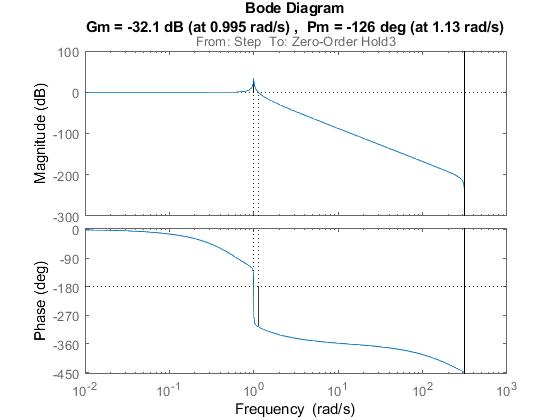 Bode Diagram
Gm = -32.1 dB (at 0.995 rad/s) , Pm = -126 deg (at 1.13 rad/s)
From: Step To: Zero-Order Hold3
100
0
-100
-200
-300
Magnitude (dB)
0
-90
-180
-270
-360
-450
Phase (deg)
10^-2
10^-1
10^0
10^1
10^2
10^3
Frequency (rad/s)